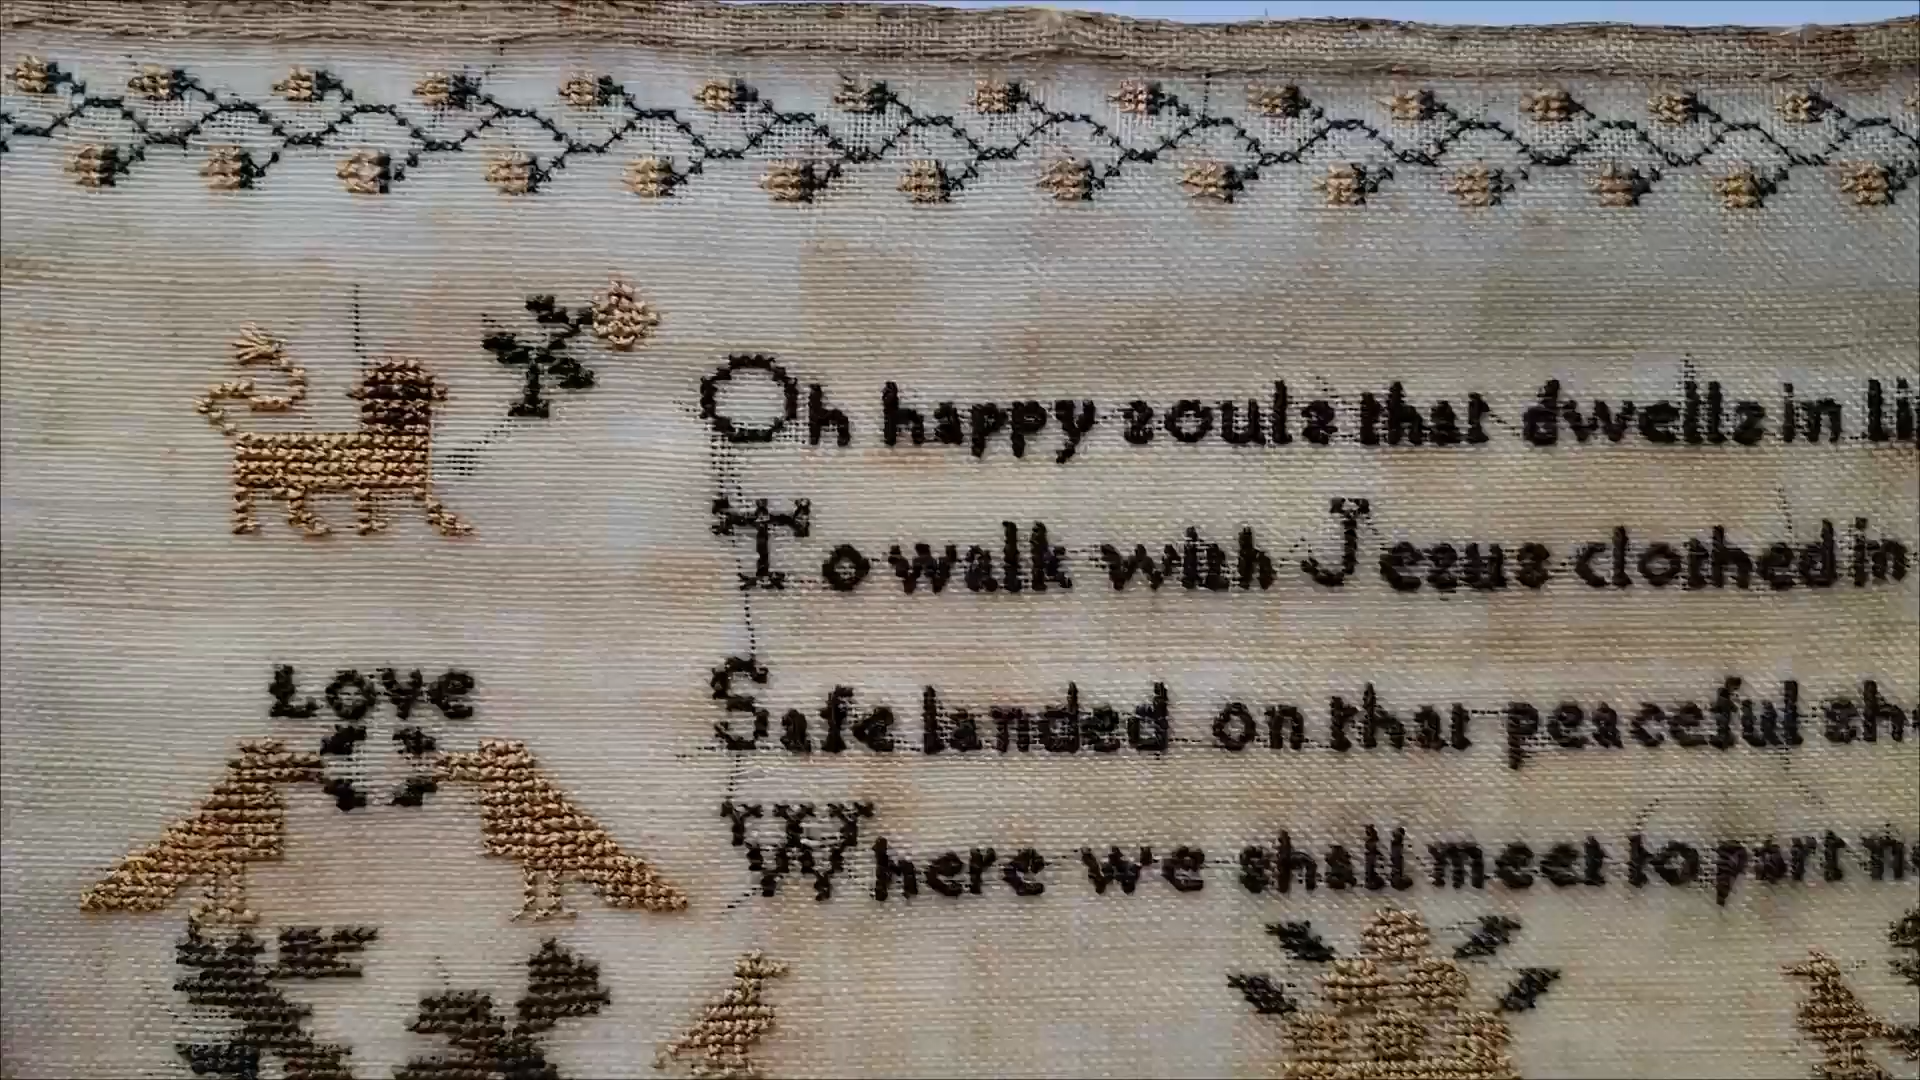 Oh happy souls that dwells in
To walk with Jesus clothed in
Love
Safe landed on that peaceful
Where we shall meet to part